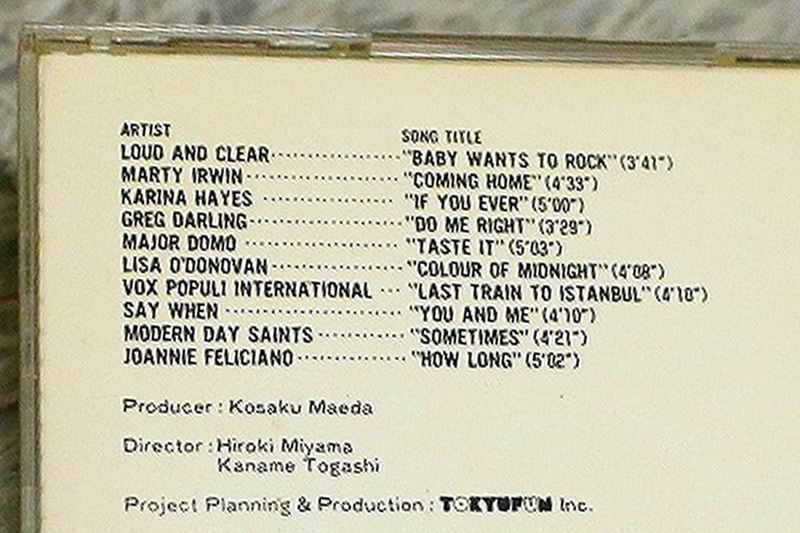 ARTIST SONG TITLE
LOUD AND CLEAR·················"BABY WANTS TO ROCK" (3'41")
MARTY IRWIN····················"COMING HOME" (4'33")
KARINA HAYES ··················"IF YOU EVER" (5'00")
GREG DARLING···················"DO ME RIGHT" (3'29")
MAJOR DOMO ····················"TASTE IT" (5'03")
LISA O'DONOVAN·················"COLOUR OF MIDNIGHT" (4'08")
VOX POPULI INTERNATIONAL ···"LAST TRAIN TO ISTANBUL" (4'10")
SAY WHEN ······················"YOU AND ME" (4'10")
MODERN DAY SAINTS ·············"SOMETIMES" (4'21")
JOANNIE FELICIANO··············"HOW LONG" (5'02")
Producer : Kosaku Maeda
Director : Hiroki Miyama
Kaname Togashi
Project Planning & Production : TOKYUFUN Inc.